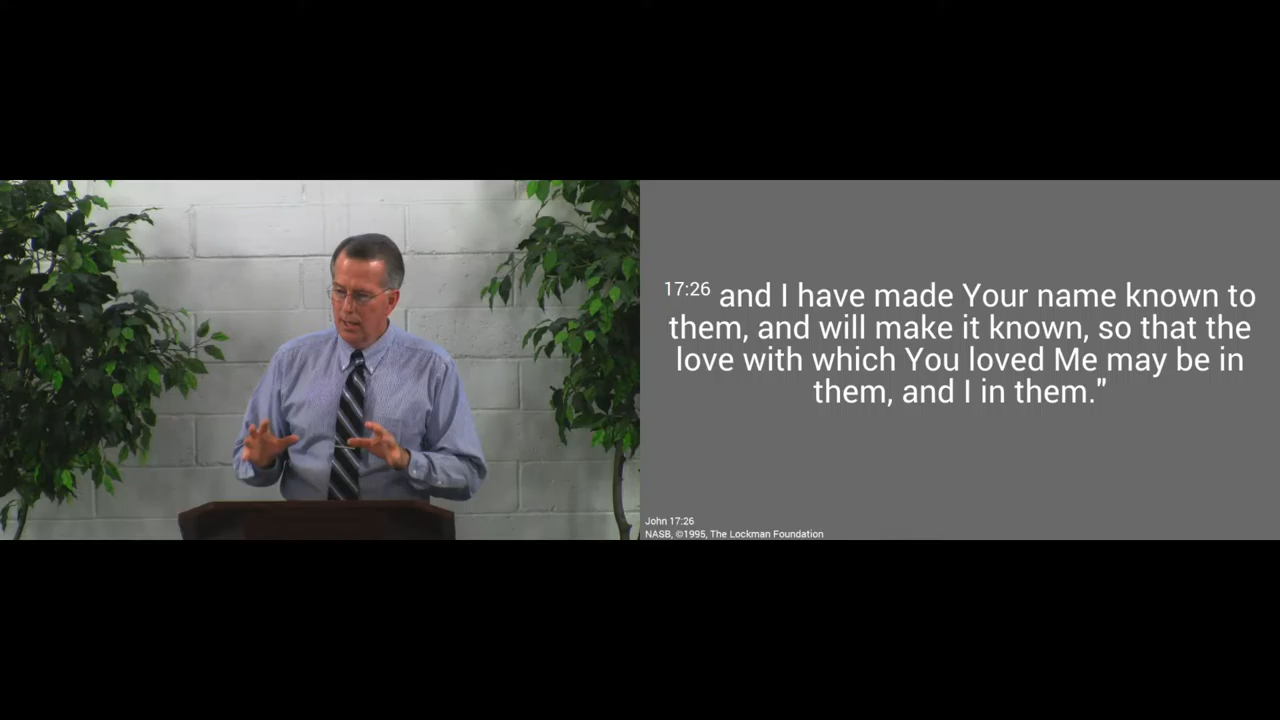 17:26 and I have made Your name known to
them, and will make it known, so that the
love with which You loved Me may be in
them, and I in them."
John 17:26
NASB, ©1995, The Lockman Foundation